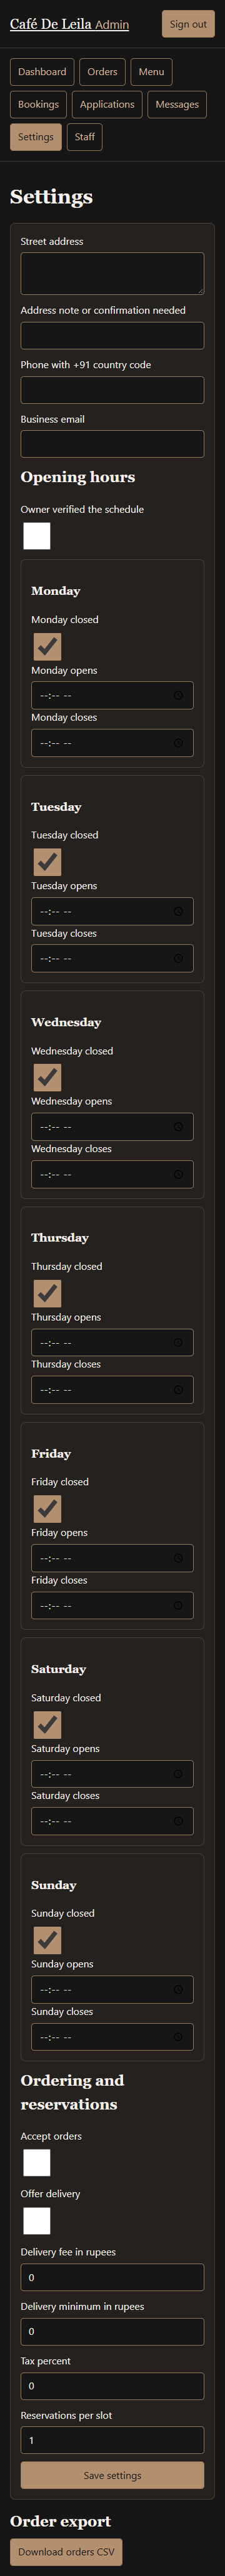 Café De Leila Admin
Sign out
Dashboard
Orders
Menu
Bookings
Applications
Messages
Settings
Staff
Settings
Street address
Address note or confirmation needed
Phone with +91 country code
Business email
Opening hours
Owner verified the schedule
Monday
Monday closed
Monday opens
--:-- --
Monday closes
--:-- --
Tuesday
Tuesday closed
Tuesday opens
--:-- --
Tuesday closes
--:-- --
Wednesday
Wednesday closed
Wednesday opens
--:-- --
Wednesday closes
--:-- --
Thursday
Thursday closed
Thursday opens
--:-- --
Thursday closes
--:-- --
Friday
Friday closed
Friday opens
--:-- --
Friday closes
--:-- --
Saturday
Saturday closed
Saturday opens
--:-- --
Saturday closes
--:-- --
Sunday
Sunday closed
Sunday opens
--:-- --
Sunday closes
--:-- --
Ordering and
reservations
Accept orders
Offer delivery
Delivery fee in rupees
0
Delivery minimum in rupees
0
Tax percent
0
Reservations per slot
1
Save settings
Order export
Download orders CSV